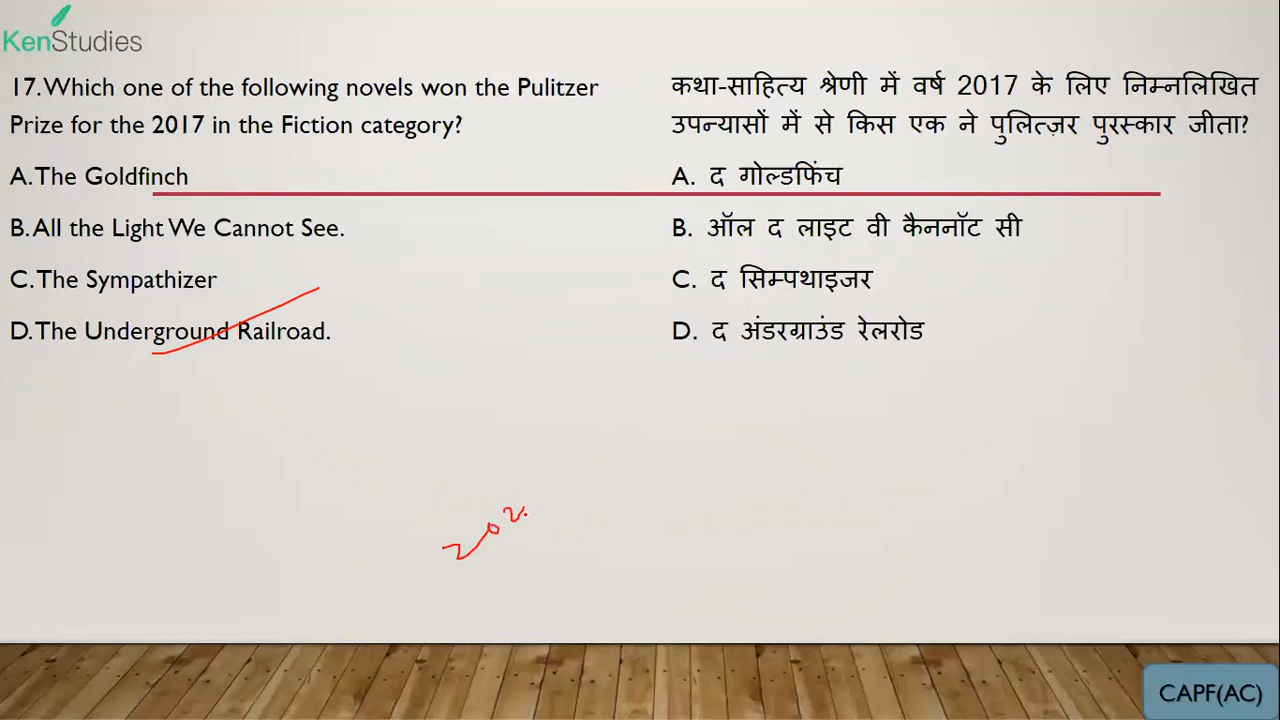 KenStudies
17.Which one of the following novels won the Pulitzer
Prize for the 2017 in the Fiction category?
A.The Goldfinch
B.All the Light We Cannot See.
C.The Sympathizer
D.The Underground Railroad.
कथा-साहित्य श्रेणी में वर्ष 2017 के लिए निम्नलिखित
उपन्यासों में से किस एक ने पुलित्ज़र पुरस्कार जीता?
A. द गोल्डफिंच
B. ऑल द लाइट वी कैननॉट सी
C. द सिम्पथाइजर
D. द अंडरग्राउंड रेलरोड
202
CAPF(AC)